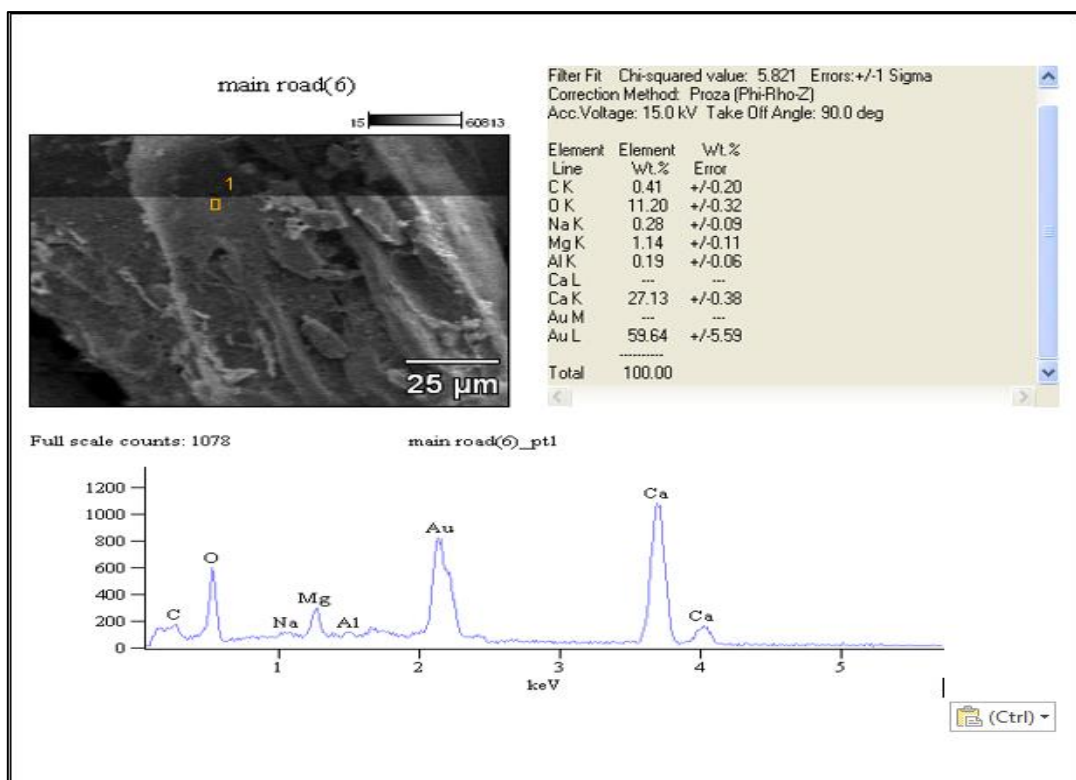 main road(6)
15 60813
1
25 µm
Filter Fit Chi-squared value: 5.821 Errors:+/-1 Sigma
Correction Method: Proza (Phi-Rho-Z)
Acc.Voltage: 15.0 kV Take Off Angle: 90.0 deg
Element Element Wt.%
Line Wt.% Error
C K 0.41 +/-0.20
O K 11.20 +/-0.32
Na K 0.28 +/-0.09
Mg K 1.14 +/-0.11
Al K 0.19 +/-0.06
Ca L --- ---
Ca K 27.13 +/-0.38
Au M --- ---
Au L 59.64 +/-5.59
----------
Total 100.00
Full scale counts: 1078 main road(6)_pt1
1200
1000
800
600
400
200
0
C
O
Na
Mg
Al
Au
Ca
Ca
1 2 3 4 5
keV
(Ctrl)